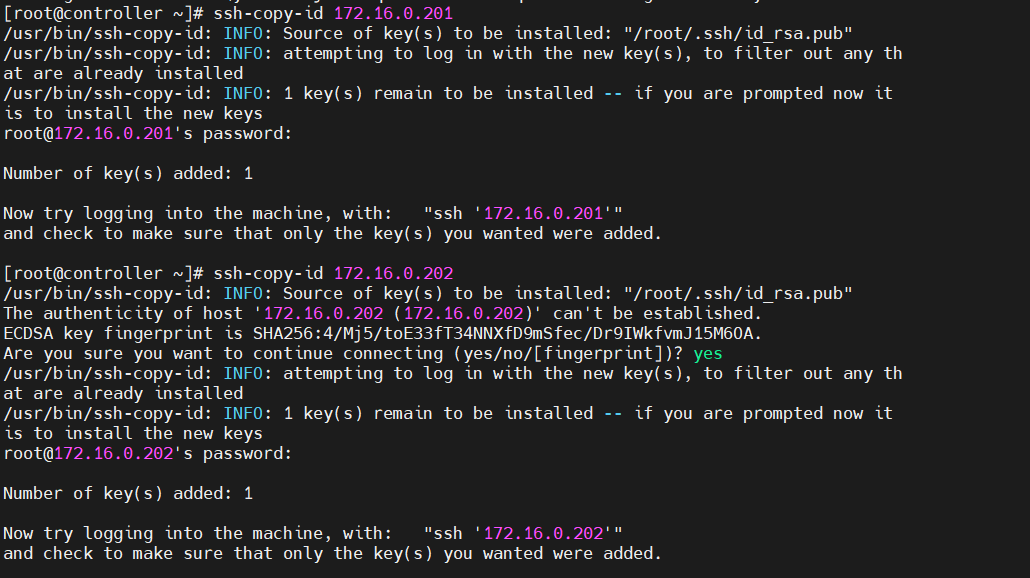 [root@controller ~]# ssh-copy-id 172.16.0.201
/usr/bin/ssh-copy-id: INFO: Source of key(s) to be installed: "/root/.ssh/id_rsa.pub"
/usr/bin/ssh-copy-id: INFO: attempting to log in with the new key(s), to filter out any th
at are already installed
/usr/bin/ssh-copy-id: INFO: 1 key(s) remain to be installed -- if you are prompted now it
is to install the new keys
root@172.16.0.201's password:
Number of key(s) added: 1
Now try logging into the machine, with:   "ssh '172.16.0.201'"
and check to make sure that only the key(s) you wanted were added.
[root@controller ~]# ssh-copy-id 172.16.0.202
/usr/bin/ssh-copy-id: INFO: Source of key(s) to be installed: "/root/.ssh/id_rsa.pub"
The authenticity of host '172.16.0.202 (172.16.0.202)' can't be established.
ECDSA key fingerprint is SHA256:4/Mj5/toE33fT34NNXfD9mSfec/Dr9IWkfvmJ15M6OA.
Are you sure you want to continue connecting (yes/no/[fingerprint])? yes
/usr/bin/ssh-copy-id: INFO: attempting to log in with the new key(s), to filter out any th
at are already installed
/usr/bin/ssh-copy-id: INFO: 1 key(s) remain to be installed -- if you are prompted now it
is to install the new keys
root@172.16.0.202's password:
Number of key(s) added: 1
Now try logging into the machine, with:   "ssh '172.16.0.202'"
and check to make sure that only the key(s) you wanted were added.